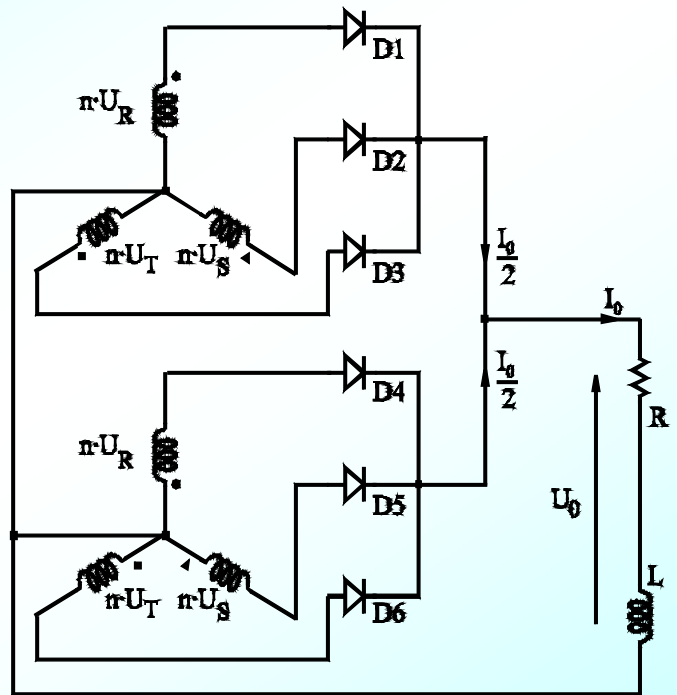 D1
n·U_R
D2
n·U_T n·U_S
D3
I_0/2
I_0
D4
I_0/2
R
n·U_R
D5
U_0
n·U_T n·U_S
D6
L